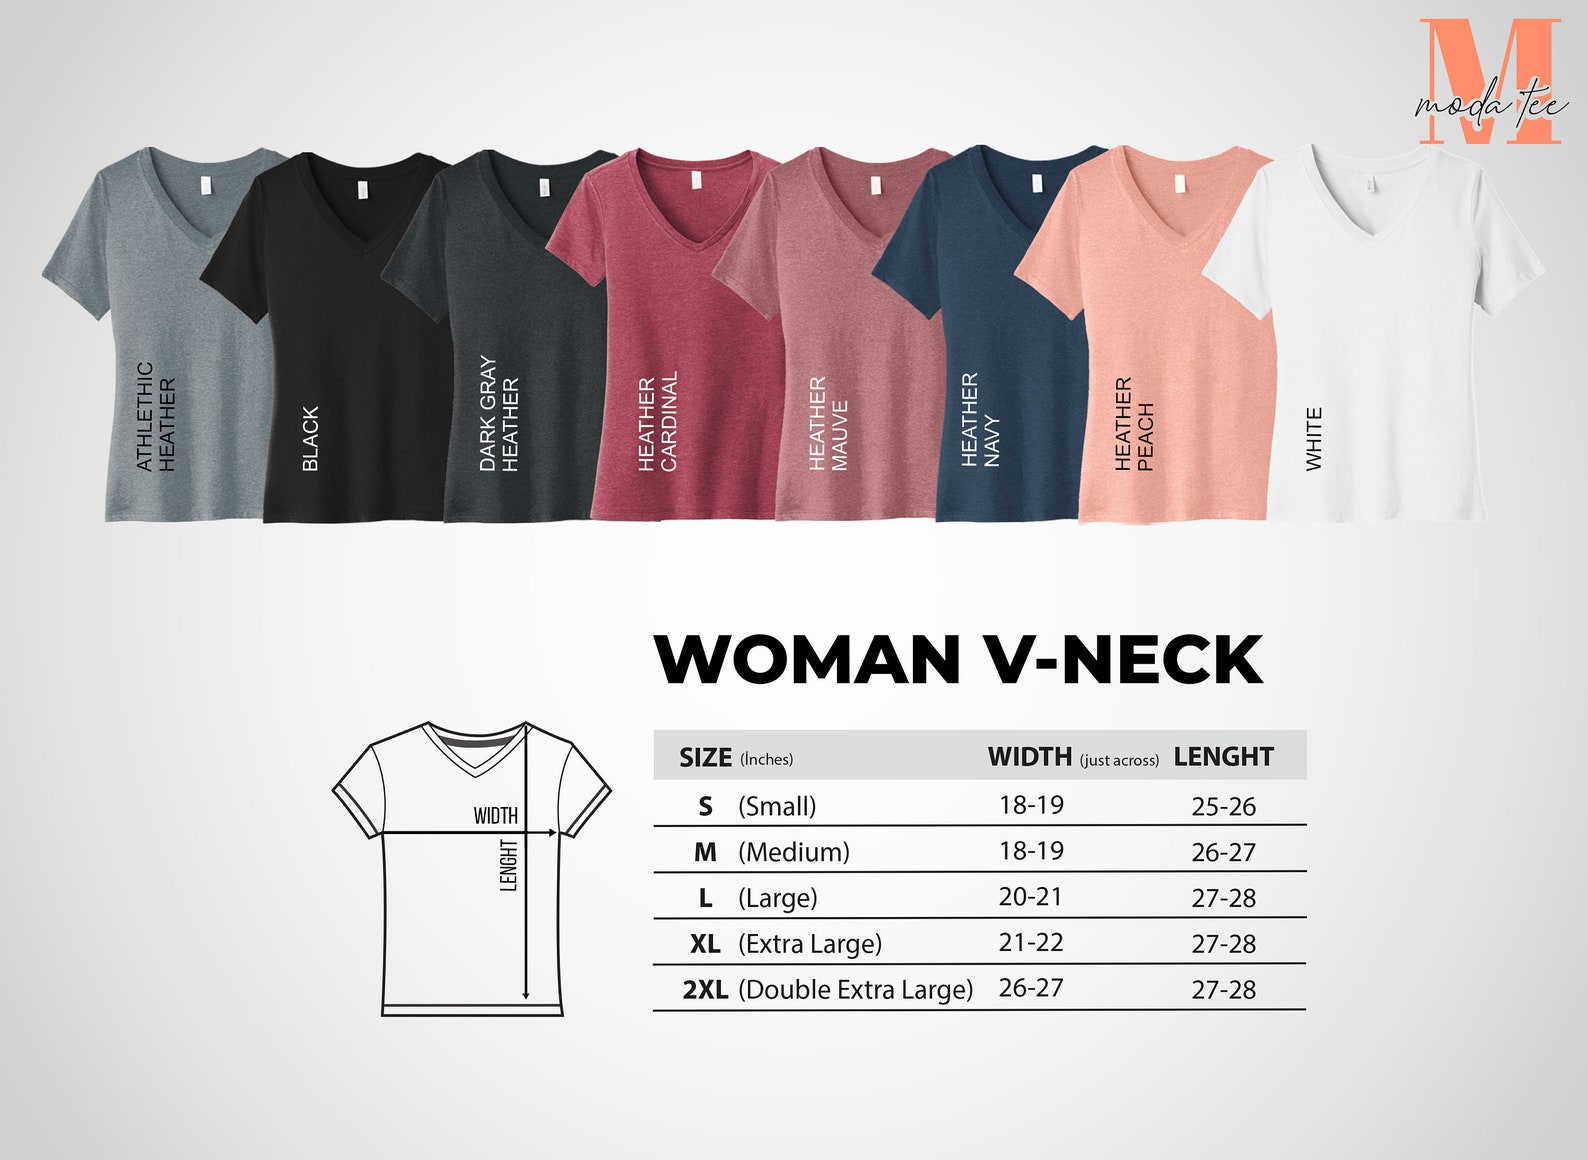 M
moda tee
ATHLETHIC
HEATHER
BLACK
DARK GRAY
HEATHER
HEATHER
CARDINAL
HEATHER
MAUVE
HEATHER
NAVY
HEATHER
PEACH
WHITE
WOMAN V-NECK
WIDTH
LENGHT
SIZE (İnches) WIDTH (just across) LENGHT
S (Small) 18-19 25-26
M (Medium) 18-19 26-27
L (Large) 20-21 27-28
XL (Extra Large) 21-22 27-28
2XL (Double Extra Large) 26-27 27-28